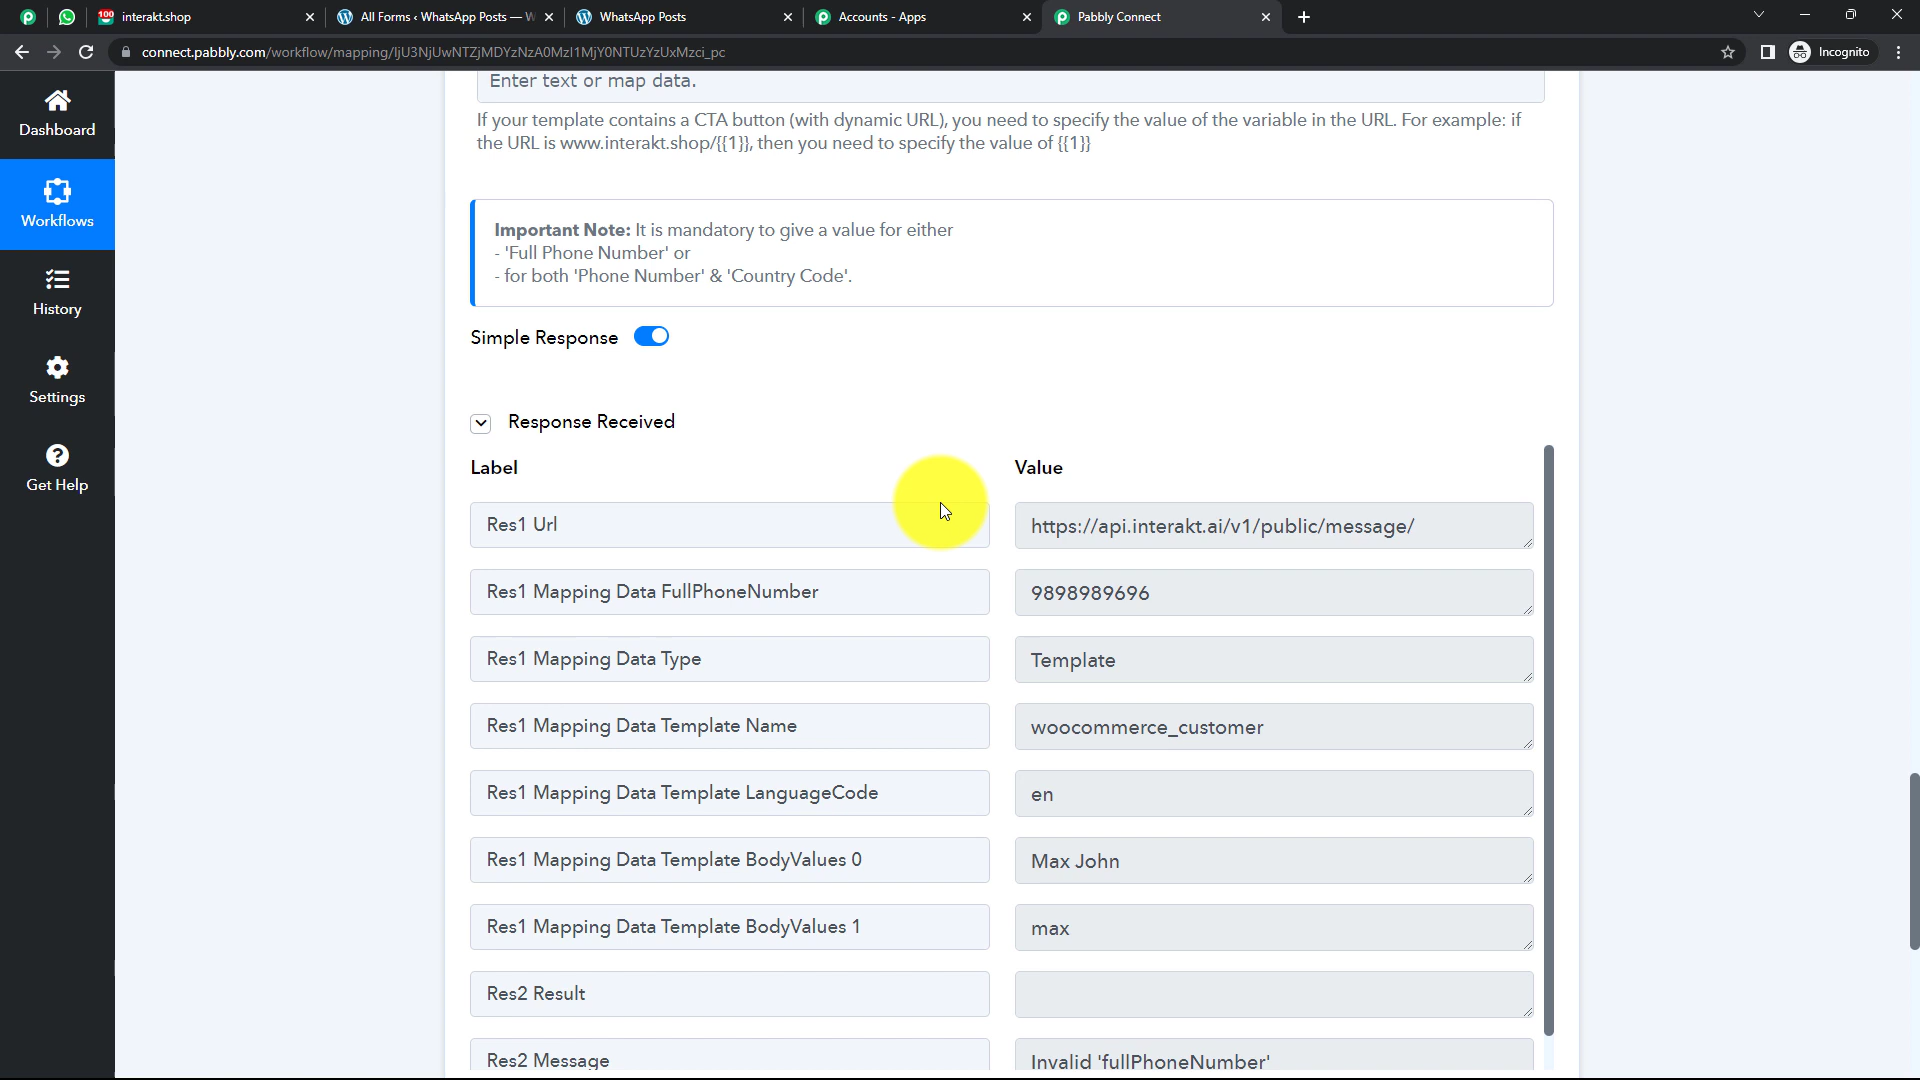 interakt.shop
All Forms ‹ WhatsApp Posts — W
WhatsApp Posts
Accounts - Apps
Pabbly Connect
connect.pabbly.com/workflow/mapping/IjU3NjUwNTZjMDYzNzA0MzI1MjY0NTUzYzUxMzci_pc
Incognito
Dashboard
Workflows
History
Settings
Get Help
Enter text or map data.
If your template contains a CTA button (with dynamic URL), you need to specify the value of the variable in the URL. For example: if
the URL is www.interakt.shop/{{1}}, then you need to specify the value of {{1}}
Important Note: It is mandatory to give a value for either
- 'Full Phone Number' or
- for both 'Phone Number' & 'Country Code'.
Simple Response
Response Received
Label
Value
Res1 Url
https://api.interakt.ai/v1/public/message/
Res1 Mapping Data FullPhoneNumber
9898989696
Res1 Mapping Data Type
Template
Res1 Mapping Data Template Name
woocommerce_customer
Res1 Mapping Data Template LanguageCode
en
Res1 Mapping Data Template BodyValues 0
Max John
Res1 Mapping Data Template BodyValues 1
max
Res2 Result
Res2 Message
Invalid 'fullPhoneNumber'